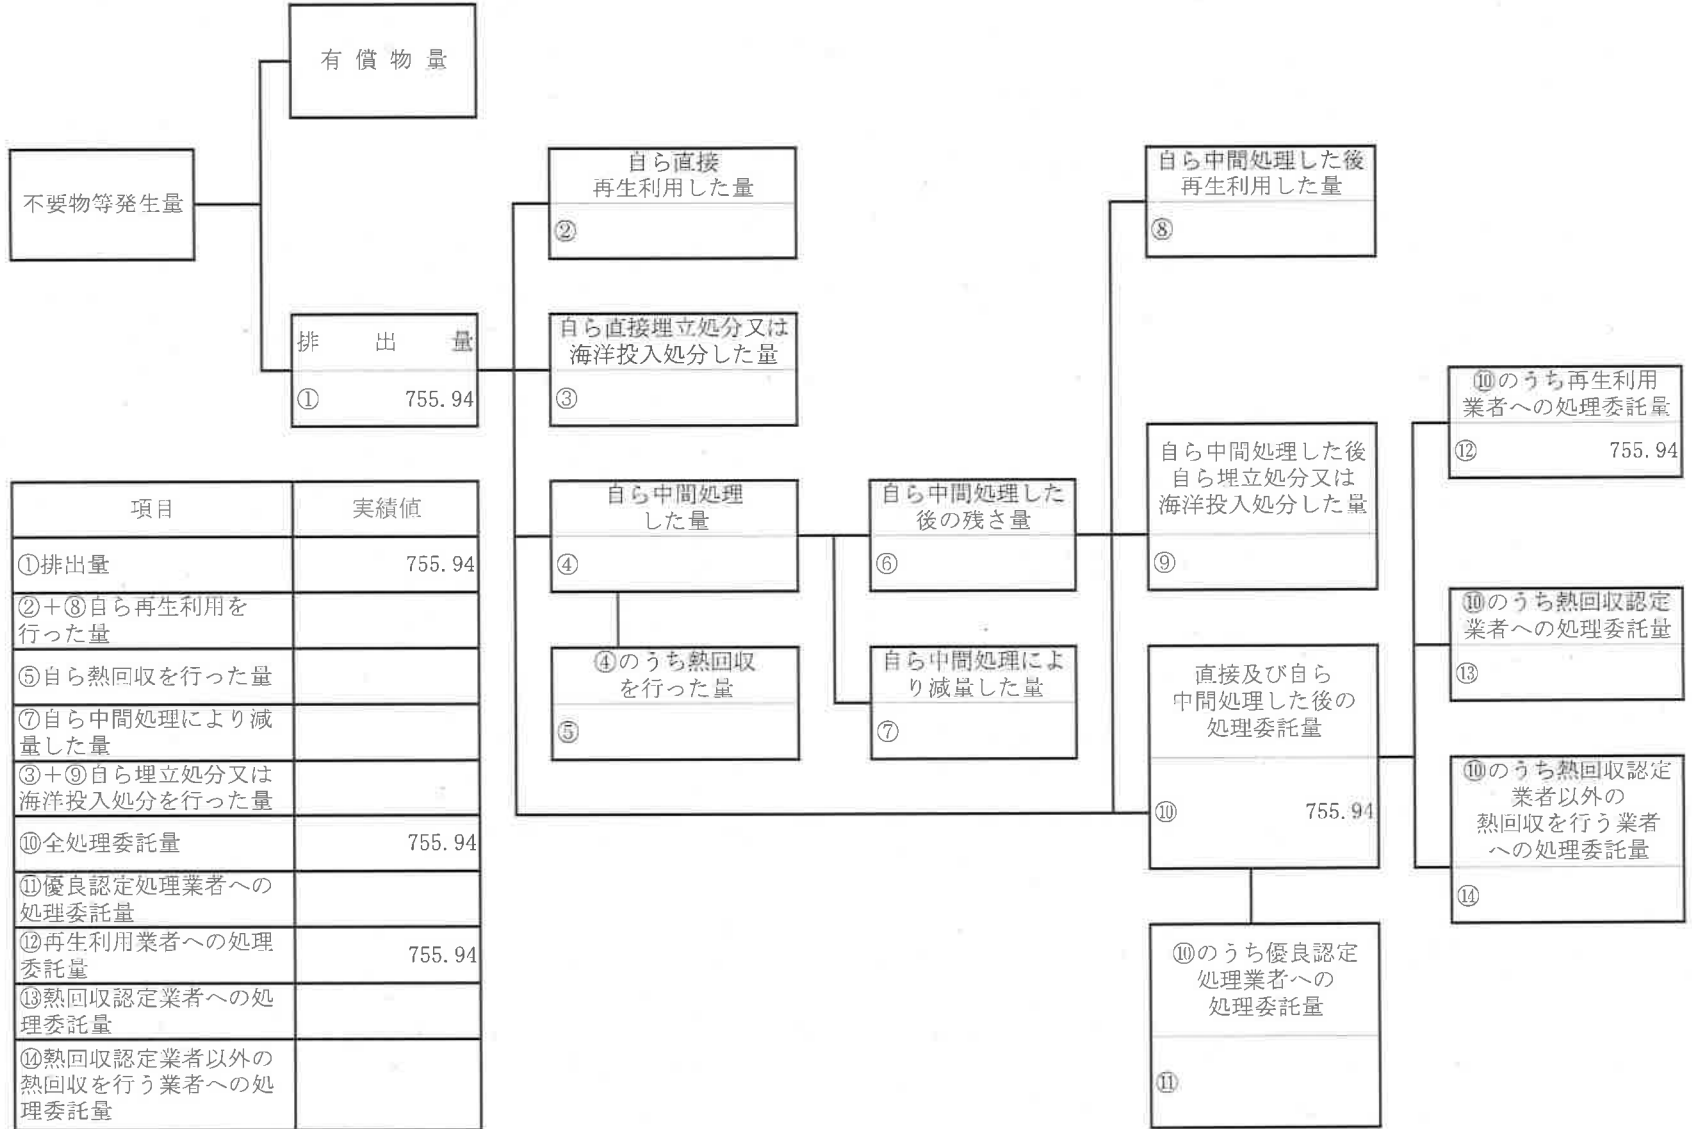 有償物量
不要物等発生量
排出量
① 755.94
自ら直接
再生利用した量
②
自ら直接埋立処分又は
海洋投入処分した量
③
自ら中間処理
した量
④
④のうち熱回収
を行った量
⑤
自ら中間処理した
後の残さ量
⑥
自ら中間処理によ
り減量した量
⑦
自ら中間処理した後
再生利用した量
⑧
自ら中間処理した後
自ら埋立処分又は
海洋投入処分した量
⑨
直接及び自ら
中間処理した後の
処理委託量
⑩ 755.94
⑩のうち優良認定
処理業者への
処理委託量
⑪
⑩のうち再生利用
業者への処理委託量
⑫ 755.94
⑩のうち熱回収認定
業者への処理委託量
⑬
⑩のうち熱回収認定
業者以外の
熱回収を行う業者
への処理委託量
⑭
項目 実績値
①排出量 755.94
②+⑧自ら再生利用を
行った量
⑤自ら熱回収を行った量
⑦自ら中間処理により減
量した量
③+⑨自ら埋立処分又は
海洋投入処分を行った量
⑩全処理委託量 755.94
⑪優良認定処理業者への
処理委託量
⑫再生利用業者への処理
委託量 755.94
⑬熱回収認定業者への処
理委託量
⑭熱回収認定業者以外の
熱回収を行う業者への処
理委託量